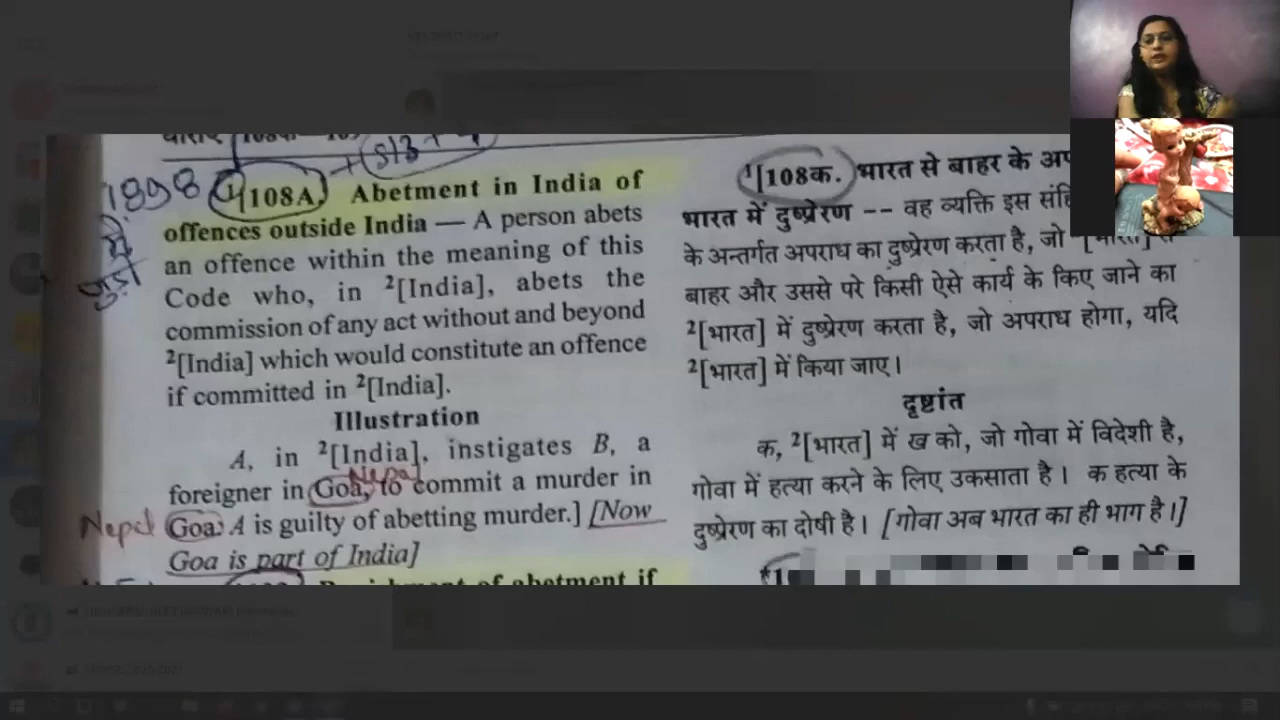 1898 में जुड़ा
1[108A. Abetment in India of
offences outside India — A person abets
an offence within the meaning of this
Code who, in 2[India], abets the
commission of any act without and beyond
2[India] which would constitute an offence
if committed in 2[India].
Illustration
A, in 2[India], instigates B, a
Nepal
foreigner in Goa, to commit a murder in
Nepal Goa. A is guilty of abetting murder.] [Now
Goa is part of India]
of abetment if
1[108क. भारत से बाहर के
भारत में दुष्प्रेरण -- वह व्यक्ति इस
के अन्तर्गत अपराध का दुष्प्रेरण करता है, जो [भारत] से
बाहर और उससे परे किसी ऐसे कार्य के किए जाने का
2[भारत] में दुष्प्रेरण करता है, जो अपराध होगा, यदि
2[भारत] में किया जाए।
दृष्टांत
क, 2[भारत] में ख को, जो गोवा में विदेशी है,
गोवा में हत्या करने के लिए उकसाता है। क हत्या के
दुष्प्रेरण का दोषी है। [गोवा अब भारत का ही भाग है।]